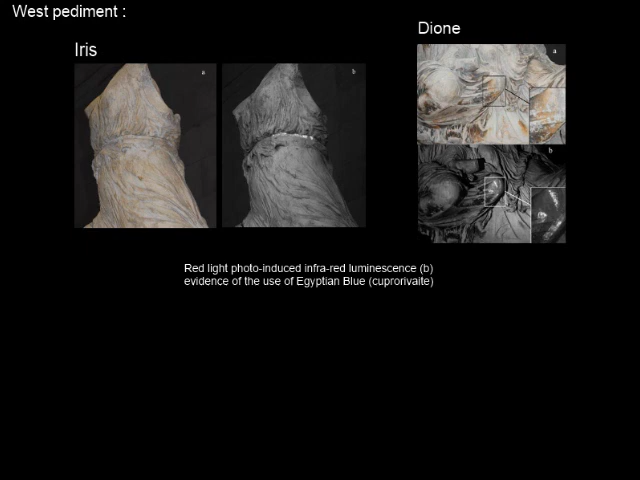 West pediment :
Iris
Dione
a
b
a
b
Red light photo-induced infra-red luminescence (b)
evidence of the use of Egyptian Blue (cuprorivaite)